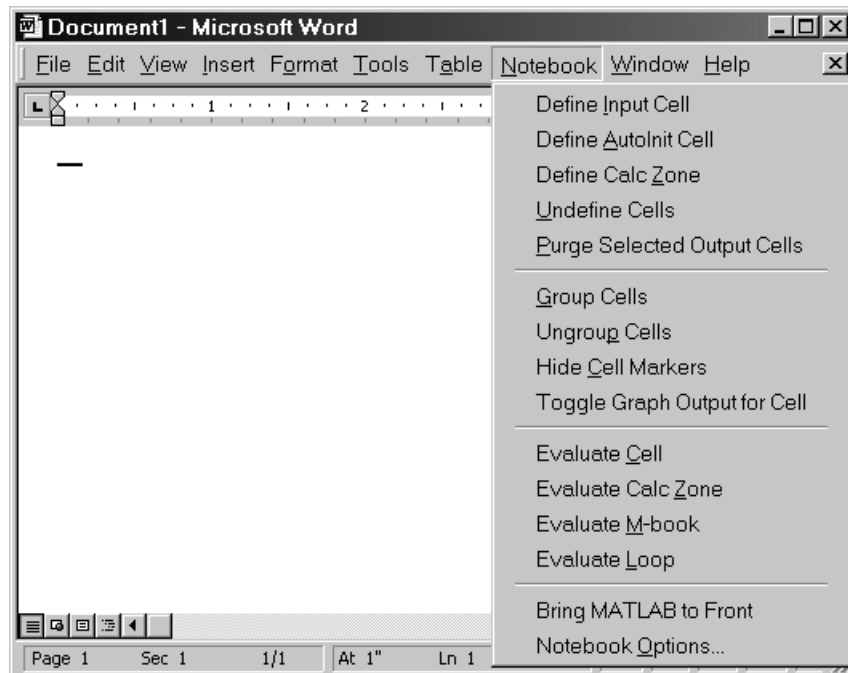 Document1 - Microsoft Word
File Edit View Insert Format Tools Table Notebook Window Help
1 2
Define Input Cell
Define AutoInit Cell
Define Calc Zone
Undefine Cells
Purge Selected Output Cells
Group Cells
Ungroup Cells
Hide Cell Markers
Toggle Graph Output for Cell
Evaluate Cell
Evaluate Calc Zone
Evaluate M-book
Evaluate Loop
Bring MATLAB to Front
Notebook Options...
Page 1 Sec 1 1/1 At 1" Ln 1